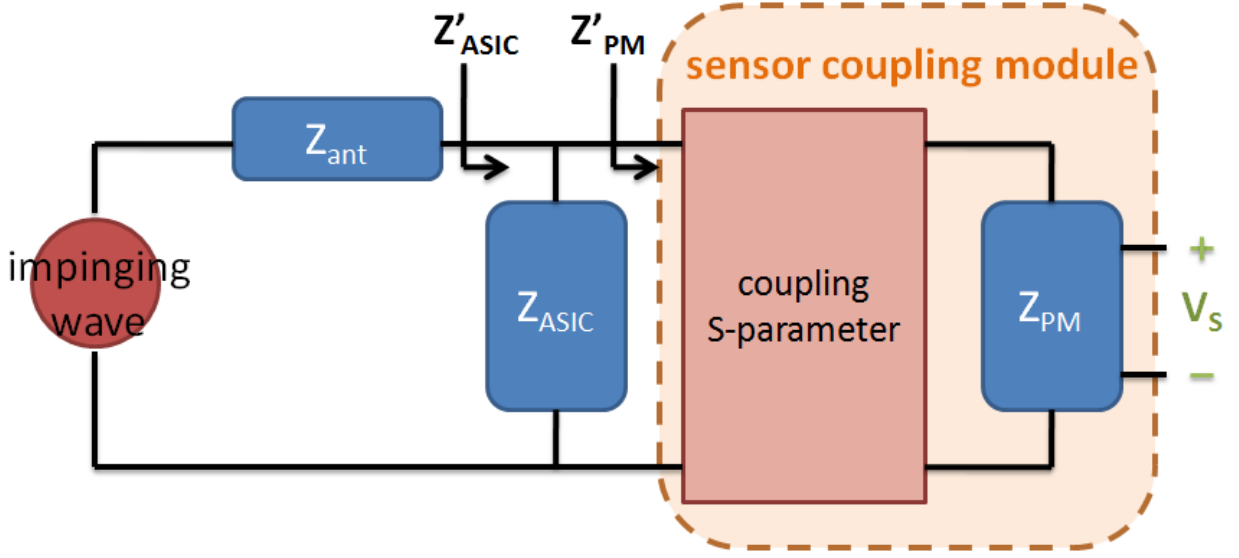 Z'ASIC
Z'PM
sensor coupling module
Zant
impinging
wave
ZASIC
coupling
S-parameter
ZPM
+
VS
−